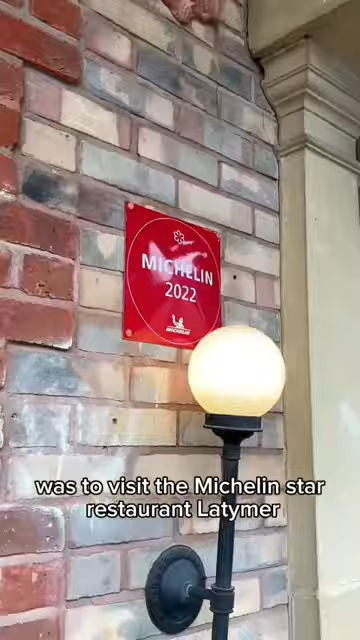 MICHELIN
2022
MICHELIN
was to visit the Michelin star
restaurant Latymer